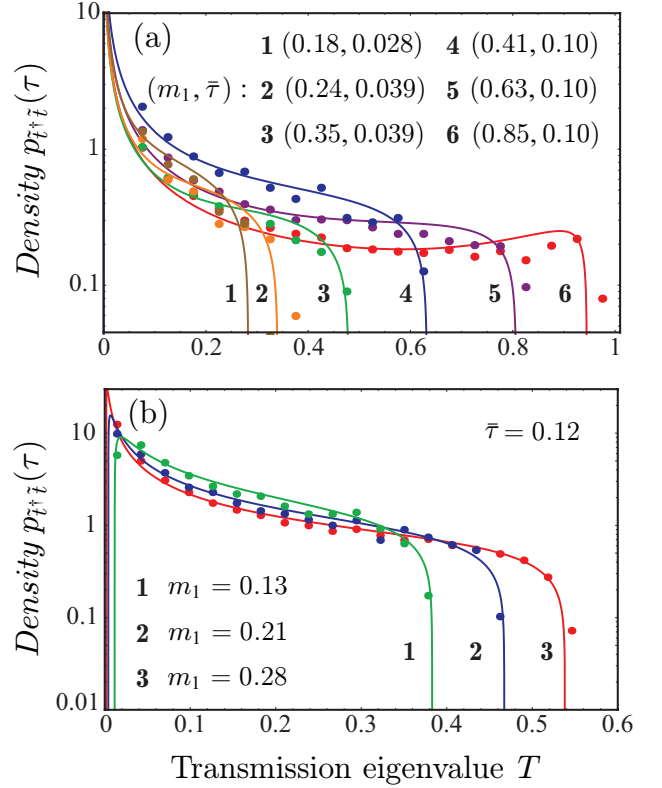 (a)
1 (0.18, 0.028) 4 (0.41, 0.10)
(m₁, τ̄) : 2 (0.24, 0.039) 5 (0.63, 0.10)
3 (0.35, 0.039) 6 (0.85, 0.10)
Density p_{t̃†t̃}(τ)
10
1
0.1
1 2 3 4 5 6
0 0.2 0.4 0.6 0.8 1
(b)
τ̄ = 0.12
Density p_{t̃†t̃}(τ)
10
1
0.1
0.01
1 m₁ = 0.13
2 m₁ = 0.21
3 m₁ = 0.28
1 2 3
0 0.1 0.2 0.3 0.4 0.5 0.6
Transmission eigenvalue T